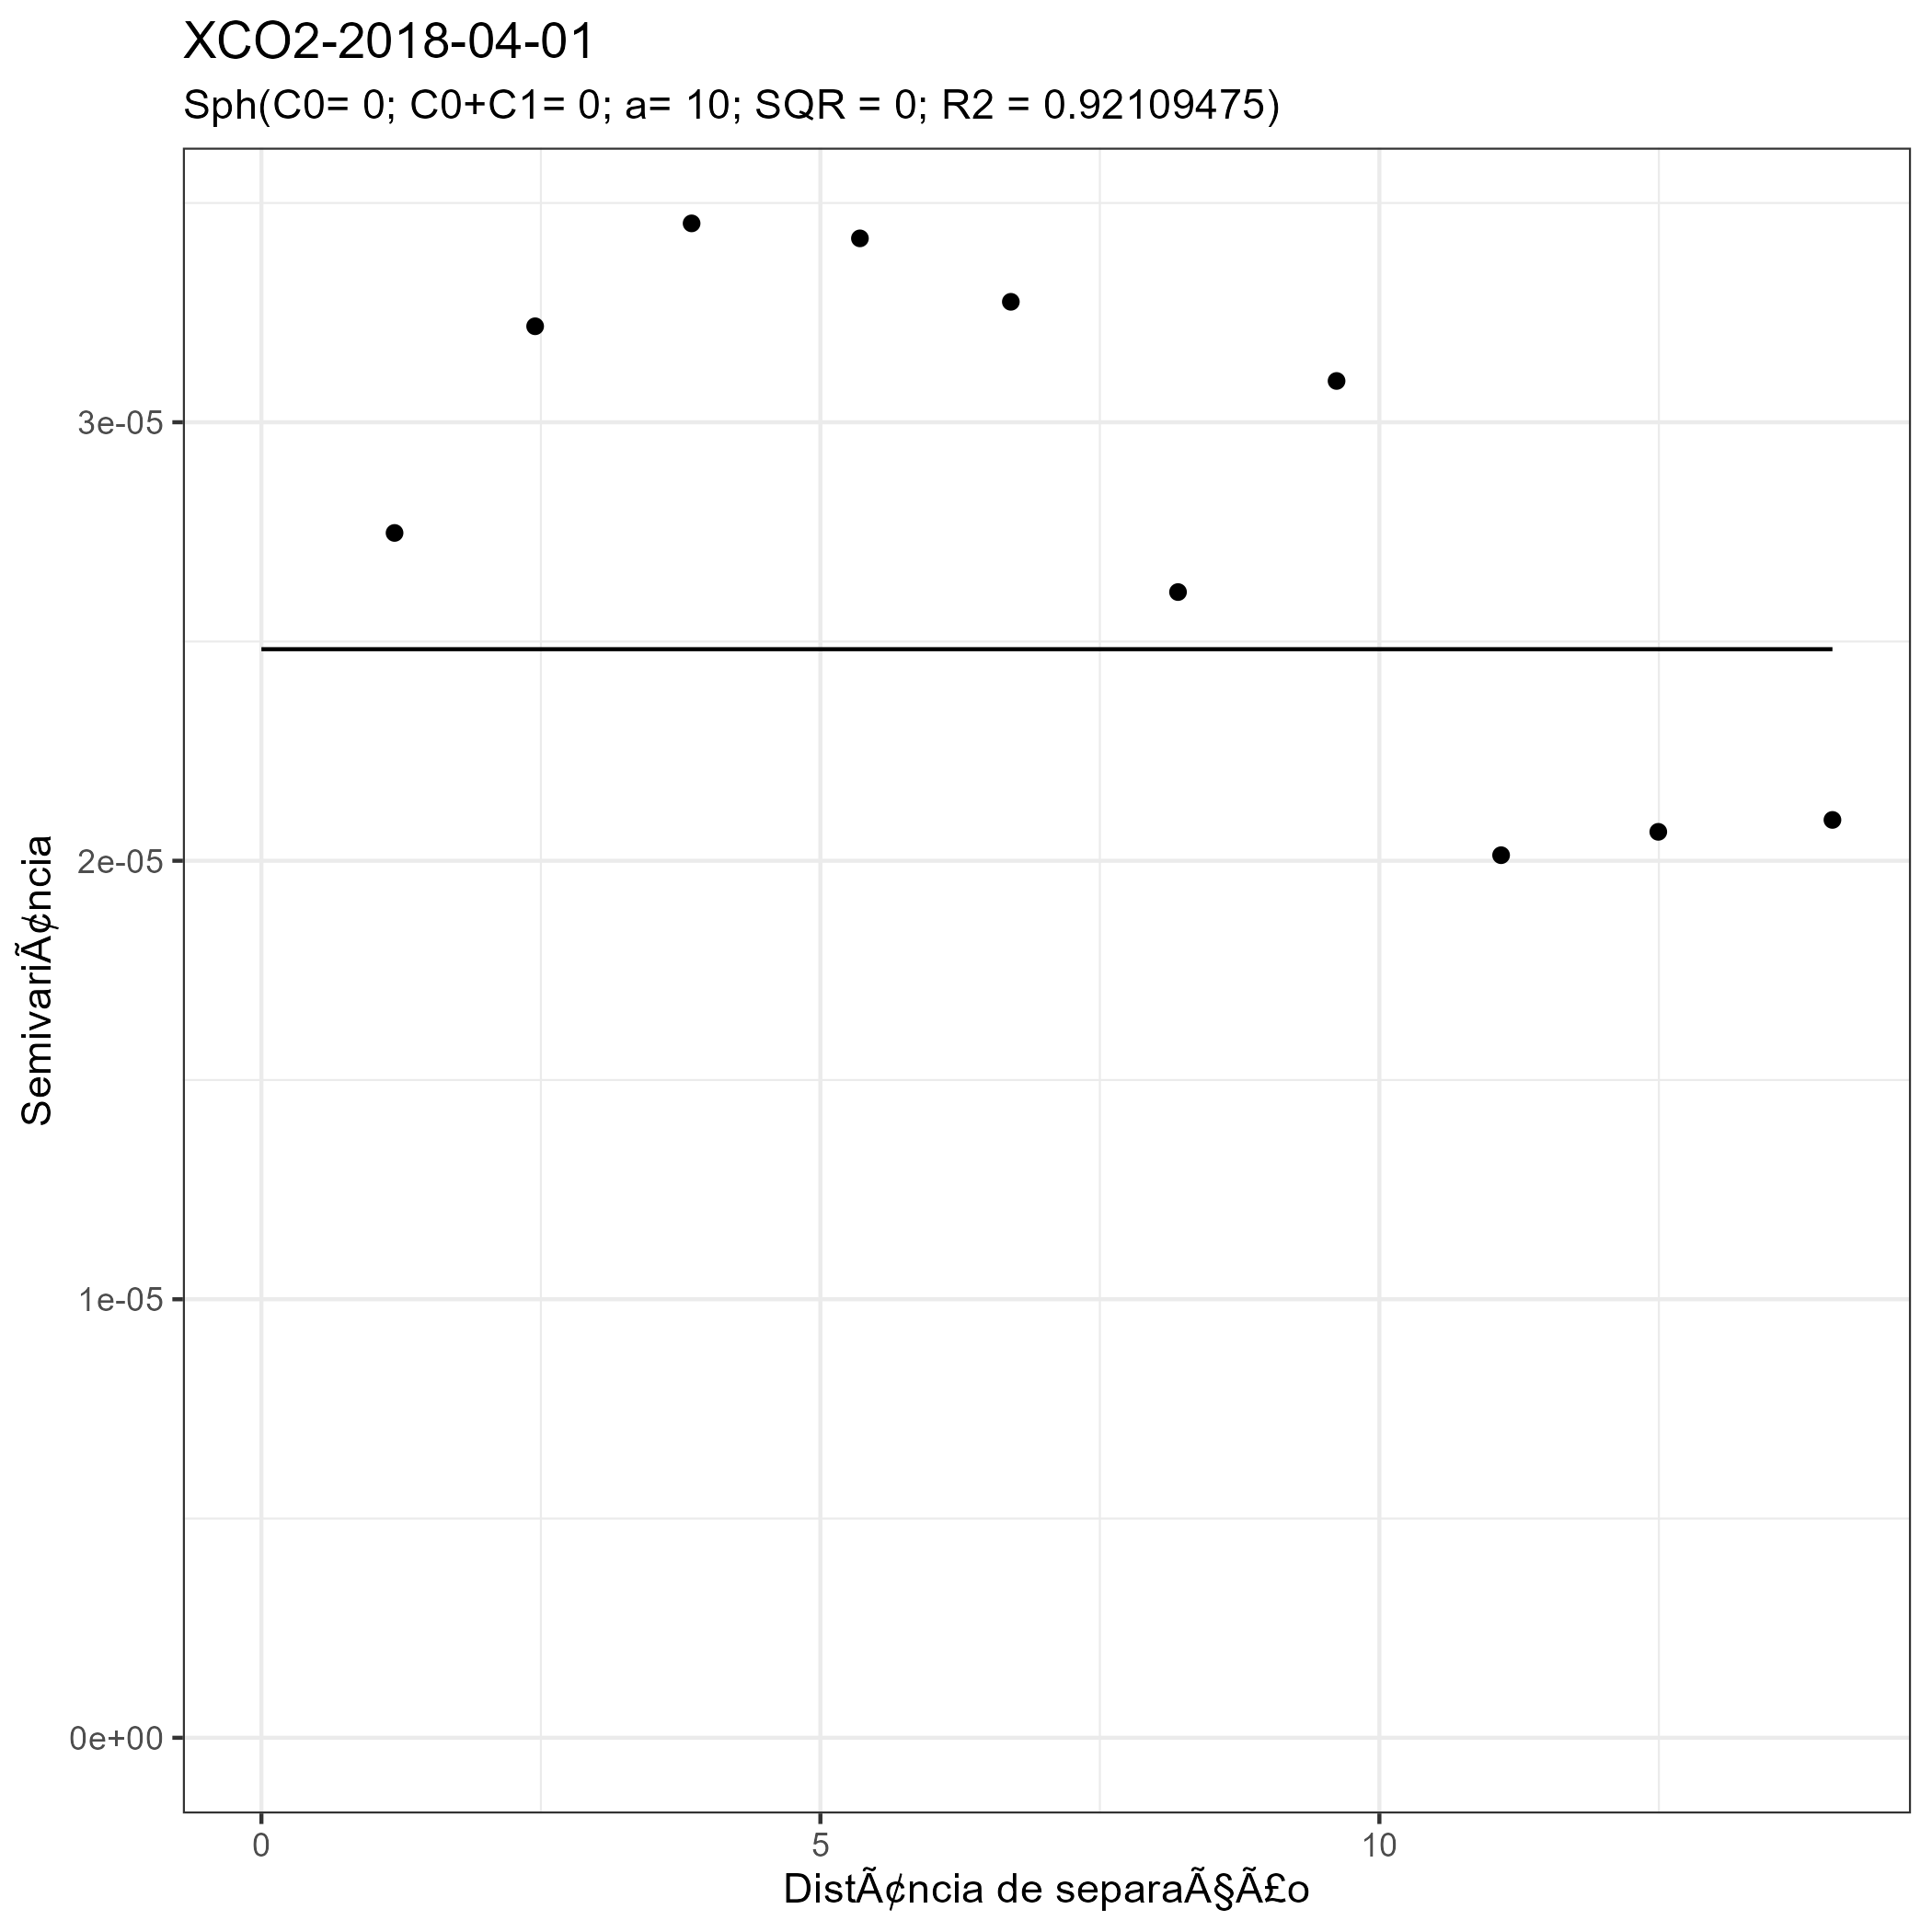 XCO2-2018-04-01
Sph(C0= 0; C0+C1= 0; a= 10; SQR = 0; R2 = 0.92109475)
SemivariÃ¢ncia
3e-05
2e-05
1e-05
0e+00
0
5
10
DistÃ¢ncia de separaÃ§Ã£o